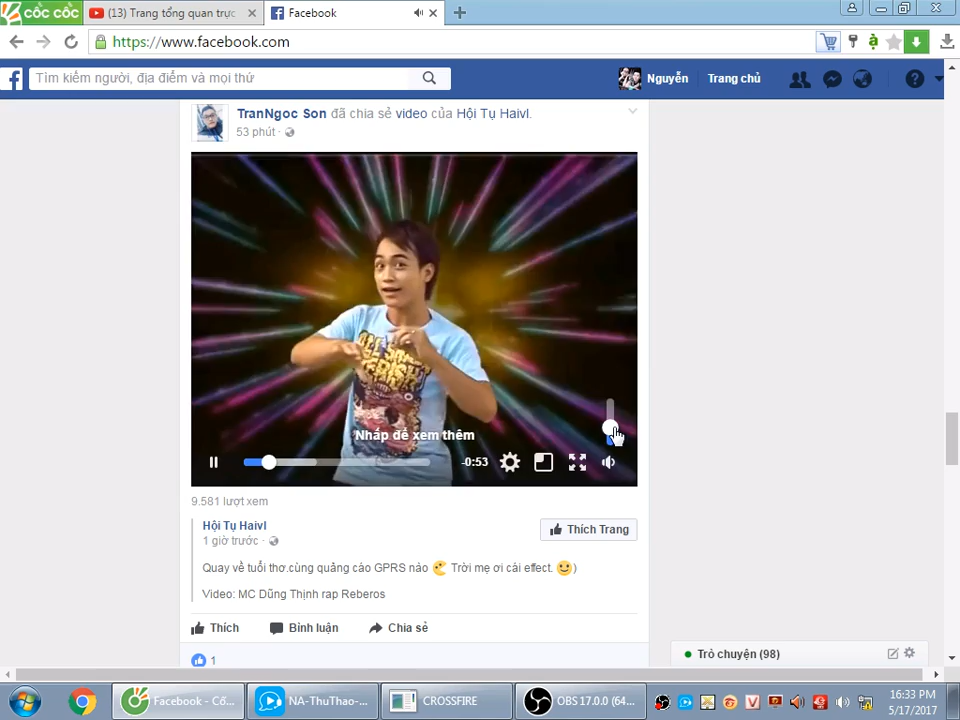 cốc cốc
(13) Trang tổng quan trực
Facebook
https://www.facebook.com
Tìm kiếm người, địa điểm và mọi thứ
Nguyễn
Trang chủ
TranNgoc Son đã chia sẻ video của Hội Tụ Haivl.
53 phút ·
Nhấp để xem thêm
-0:53
9.581 lượt xem
Hội Tụ Haivl
1 giờ trước ·
Thích Trang
Quay về tuổi thơ.cùng quảng cáo GPRS nào Trời mẹ ơi cái effect. )
Video: MC Dũng Thịnh rap Reberos
Thích
Bình luận
Chia sẻ
1
Trò chuyện (98)
Facebook - Cố...
NA-ThuThao-...
CROSSFIRE
OBS 17.0.0 (64...
16:33 PM
5/17/2017